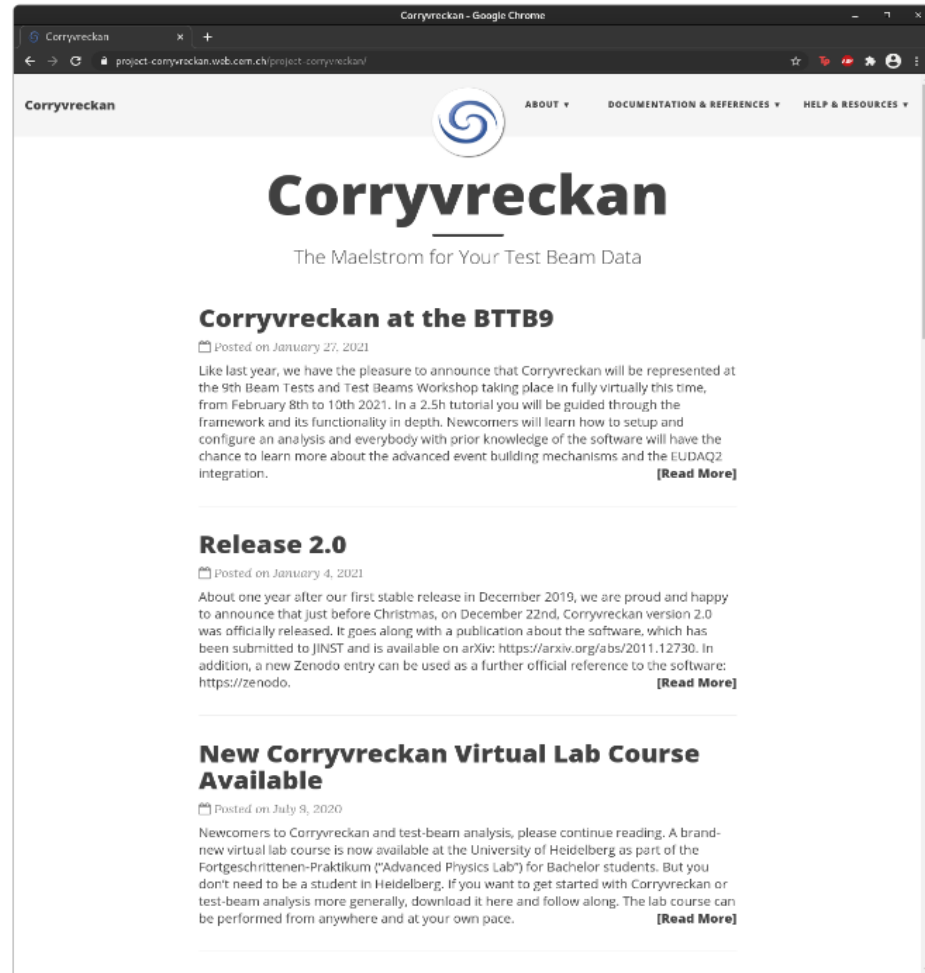 Corryvreckan - Google Chrome
Corryvreckan
project-corryvreckan.web.cern.ch/project-corryvreckan/
Corryvreckan
ABOUT ▾
DOCUMENTATION & REFERENCES ▾
HELP & RESOURCES ▾
Corryvreckan
The Maelstrom for Your Test Beam Data
Corryvreckan at the BTTB9
Posted on January 27, 2021
Like last year, we have the pleasure to announce that Corryvreckan will be represented at
the 9th Beam Tests and Test Beams Workshop taking place in fully virtually this time,
from February 8th to 10th 2021. In a 2.5h tutorial you will be guided through the
framework and its functionality in depth. Newcomers will learn how to setup and
configure an analysis and everybody with prior knowledge of the software will have the
chance to learn more about the advanced event building mechanisms and the EUDAQ2
integration. [Read More]
Release 2.0
Posted on January 4, 2021
About one year after our first stable release in December 2019, we are proud and happy
to announce that just before Christmas, on December 22nd, Corryvreckan version 2.0
was officially released. It goes along with a publication about the software, which has
been submitted to JINST and is available on arXiv: https://arxiv.org/abs/2011.12730. In
addition, a new Zenodo entry can be used as a further official reference to the software:
https://zenodo. [Read More]
New Corryvreckan Virtual Lab Course
Available
Posted on July 9, 2020
Newcomers to Corryvreckan and test-beam analysis, please continue reading. A brand-
new virtual lab course is now available at the University of Heidelberg as part of the
Fortgeschrittenen-Praktikum ("Advanced Physics Lab") for Bachelor students. But you
don't need to be a student in Heidelberg. If you want to get started with Corryvreckan or
test-beam analysis more generally, download it here and follow along. The lab course can
be performed from anywhere and at your own pace. [Read More]